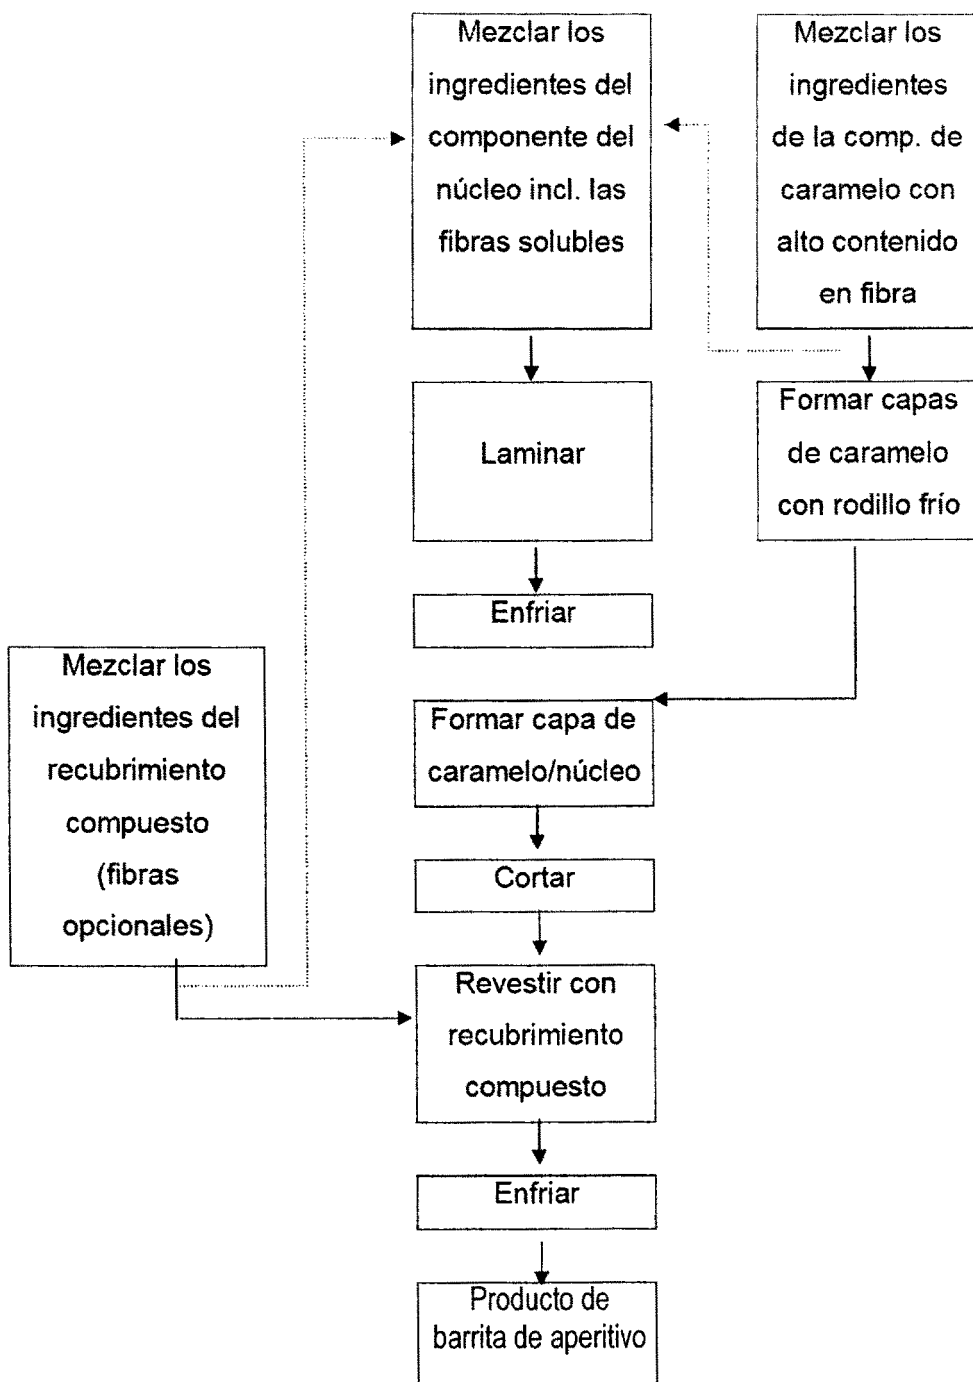 Mezclar los
ingredientes del
componente del
núcleo incl. las
fibras solubles
Mezclar los
ingredientes
de la comp. de
caramelo con
alto contenido
en fibra
Laminar
Formar capas
de caramelo
con rodillo frío
Enfriar
Mezclar los
ingredientes del
recubrimiento
compuesto
(fibras
opcionales)
Formar capa de
caramelo/núcleo
Cortar
Revestir con
recubrimiento
compuesto
Enfriar
Producto de
barrita de aperitivo